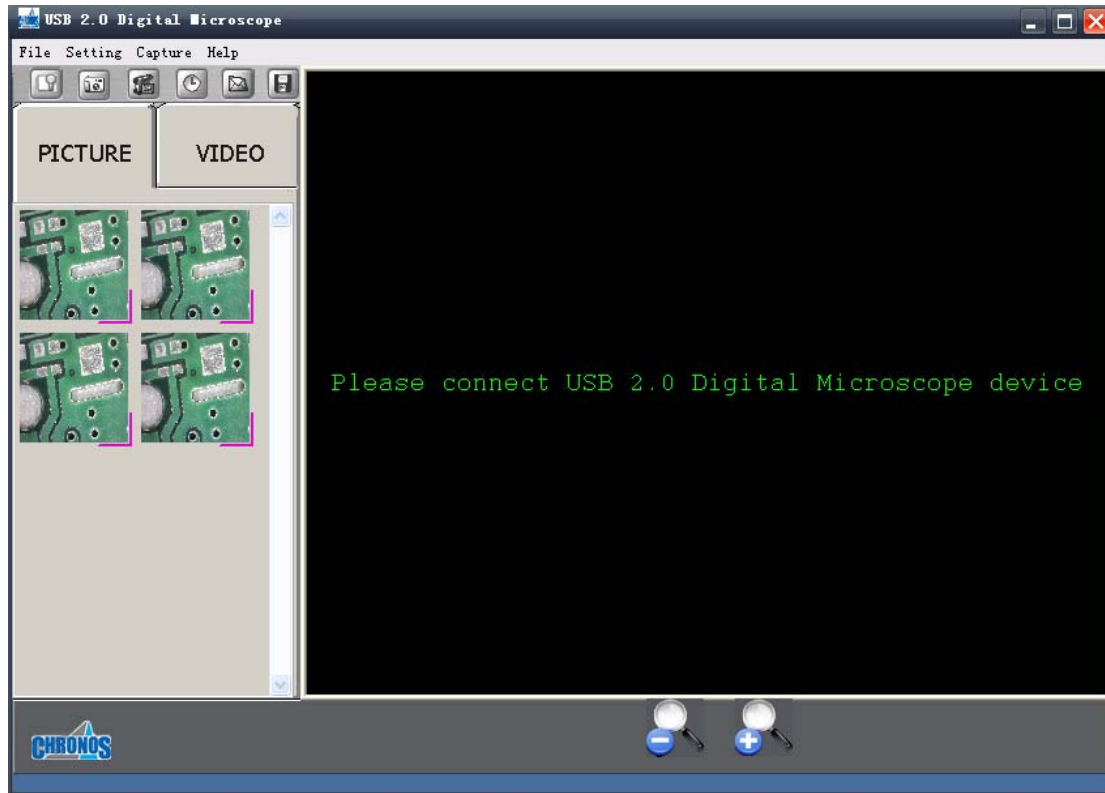 USB 2.0 Digital Microscope
File Setting Capture Help
PICTURE VIDEO
Please connect USB 2.0 Digital Microscope device
CHRONOS